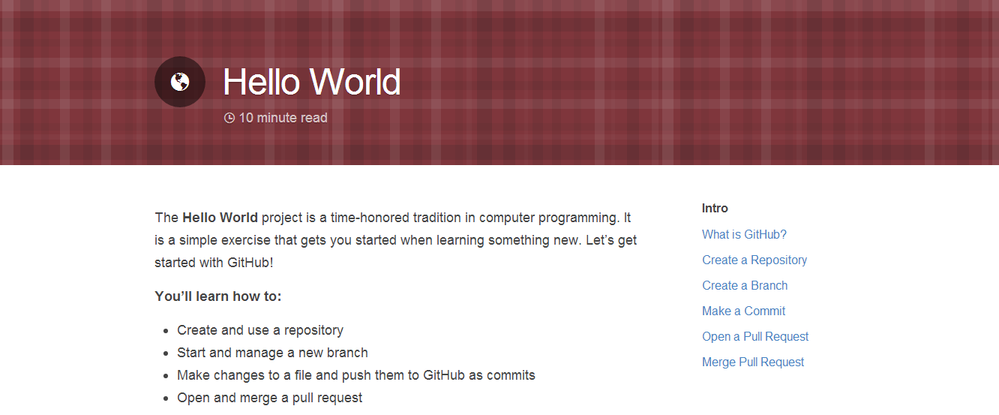 Hello World
10 minute read
The Hello World project is a time-honored tradition in computer programming. It
is a simple exercise that gets you started when learning something new. Let’s get
started with GitHub!
You’ll learn how to:
Create and use a repository
Start and manage a new branch
Make changes to a file and push them to GitHub as commits
Open and merge a pull request
Intro
What is GitHub?
Create a Repository
Create a Branch
Make a Commit
Open a Pull Request
Merge Pull Request